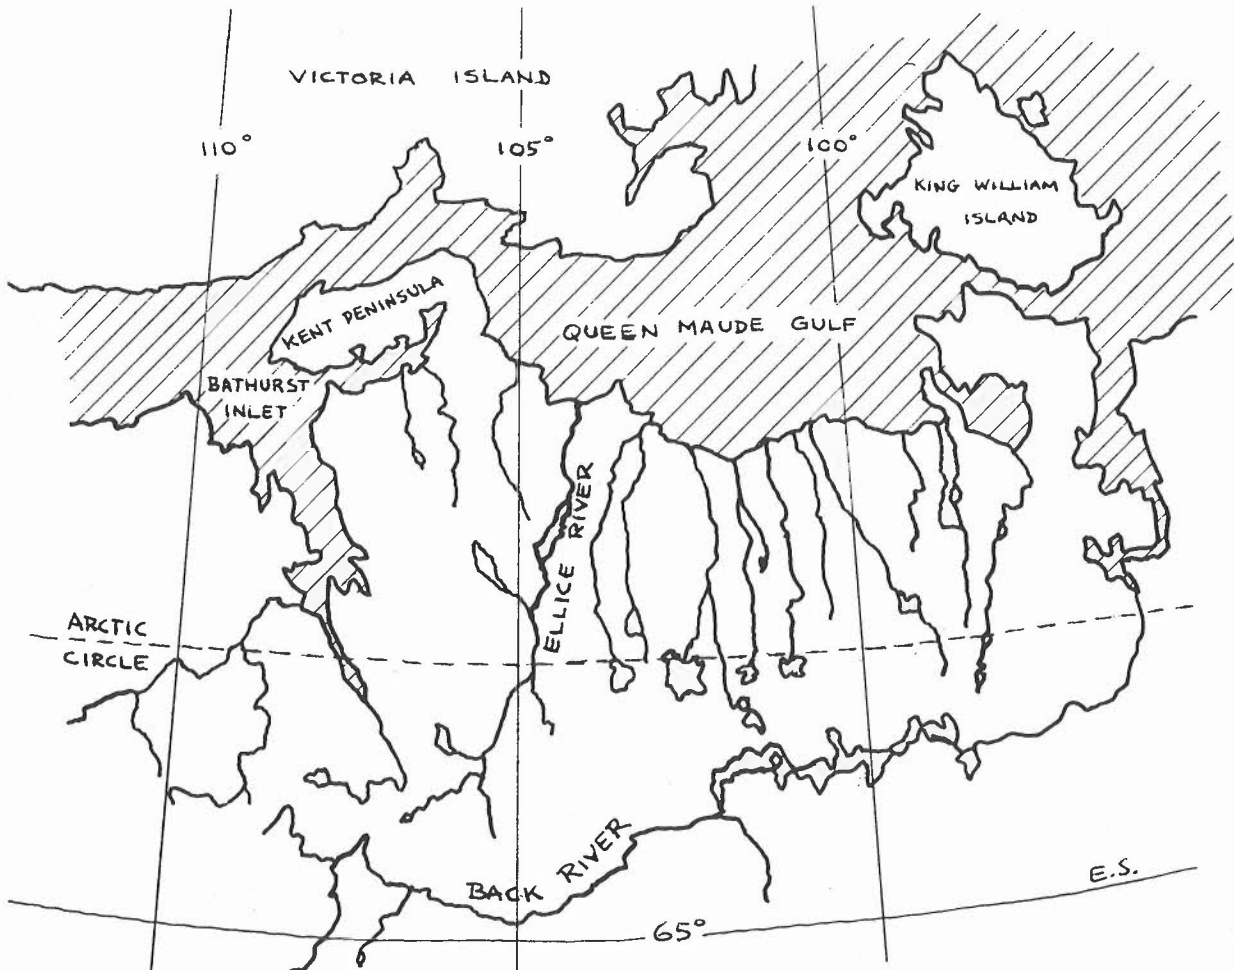 VICTORIA ISLAND
110°
105°
100°
KING WILLIAM
ISLAND
KENT PENINSULA
QUEEN MAUDE GULF
BATHURST
INLET
ELLICE RIVER
ARCTIC
CIRCLE
BACK RIVER
E.S.
65°